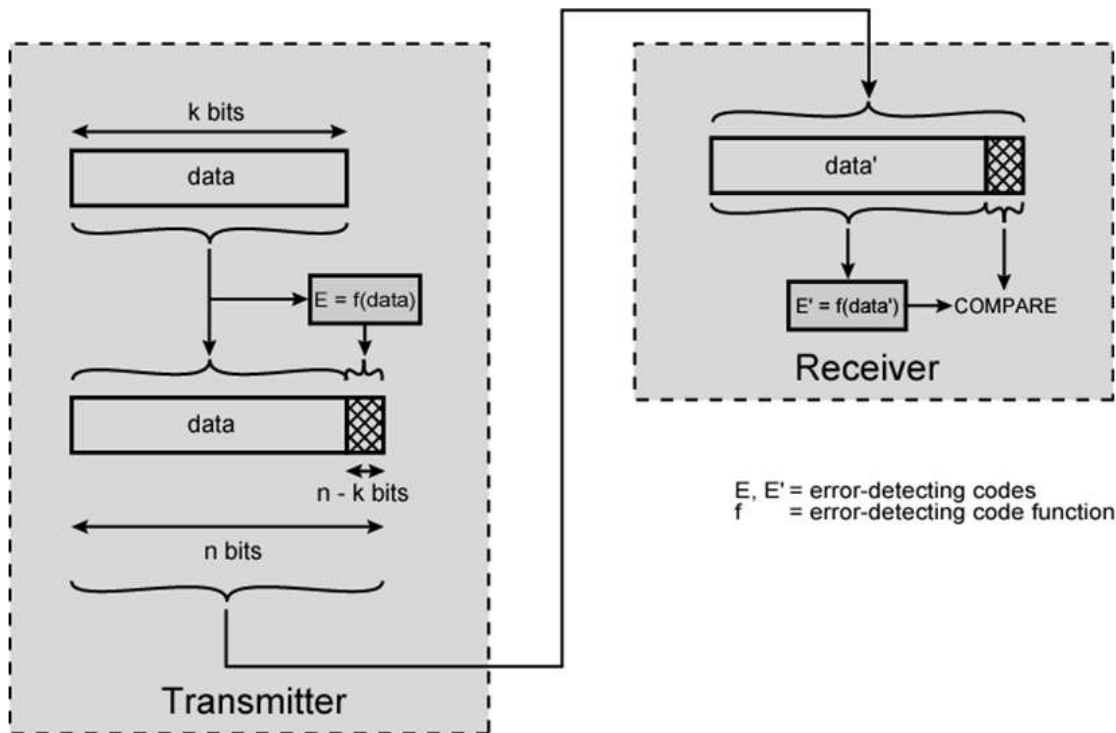 k bits
data
E = f(data)
data
n - k bits
n bits
Transmitter
data'
E' = f(data')
COMPARE
Receiver
E, E' = error-detecting codes
f = error-detecting code function